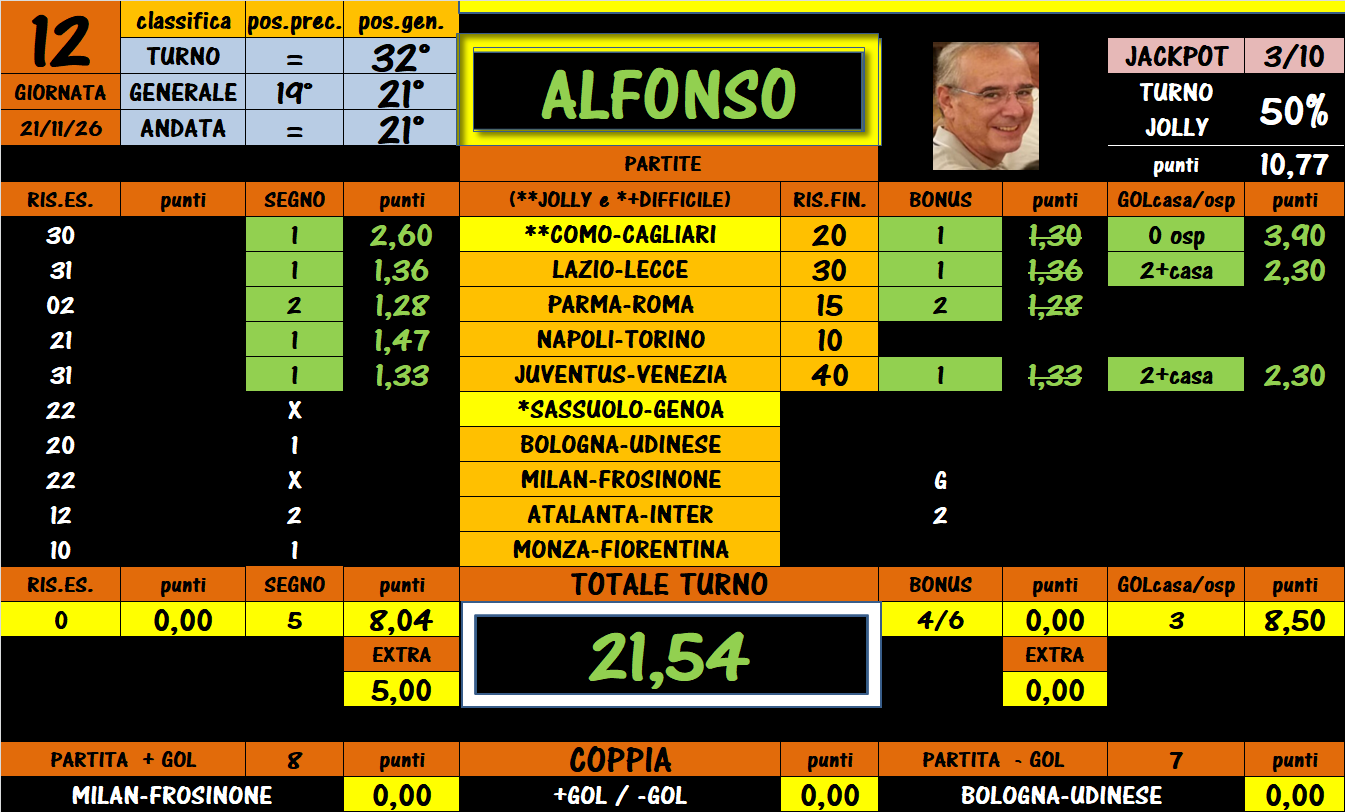 12 classifica pos.prec. pos.gen.
TURNO = 32° ALFONSO JACKPOT 3/10
GIORNATA GENERALE 19° 21° TURNO JOLLY 50%
21/11/26 ANDATA = 21°
PARTITE punti 10,77
RIS.ES. punti SEGNO punti (**JOLLY e *+DIFFICILE) RIS.FIN. BONUS punti GOLcasa/osp punti
30 1 2,60 **COMO-CAGLIARI 20 1 1,30 0 osp 3,90
31 1 1,36 LAZIO-LECCE 30 1 1,36 2+casa 2,30
02 2 1,28 PARMA-ROMA 15 2 1,28
21 1 1,47 NAPOLI-TORINO 10
31 1 1,33 JUVENTUS-VENEZIA 40 1 1,33 2+casa 2,30
22 X *SASSUOLO-GENOA
20 1 BOLOGNA-UDINESE
22 X MILAN-FROSINONE G
12 2 ATALANTA-INTER 2
10 1 MONZA-FIORENTINA
RIS.ES. punti SEGNO punti TOTALE TURNO BONUS punti GOLcasa/osp punti
0 0,00 5 8,04 21,54 4/6 0,00 3 8,50
EXTRA EXTRA
5,00 0,00
PARTITA + GOL 8 punti COPPIA punti PARTITA - GOL 7 punti
MILAN-FROSINONE 0,00 +GOL / -GOL 0,00 BOLOGNA-UDINESE 0,00